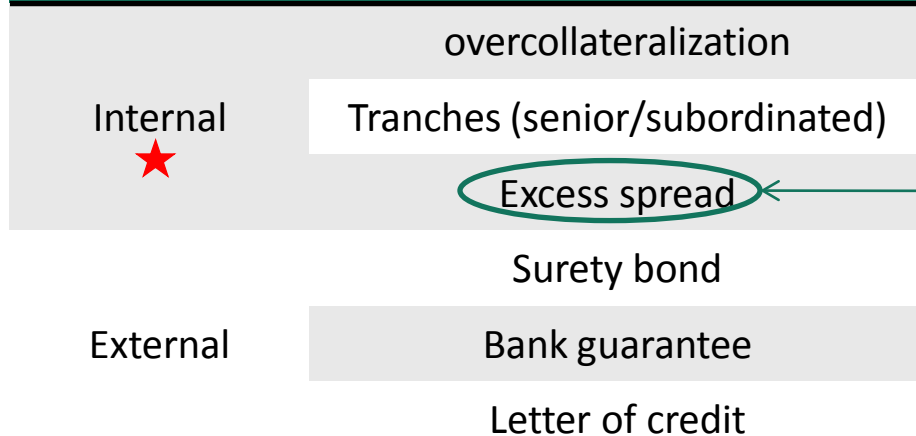 overcollateralization
Internal
Tranches (senior/subordinated)
Excess spread
Surety bond
External
Bank guarantee
Letter of credit